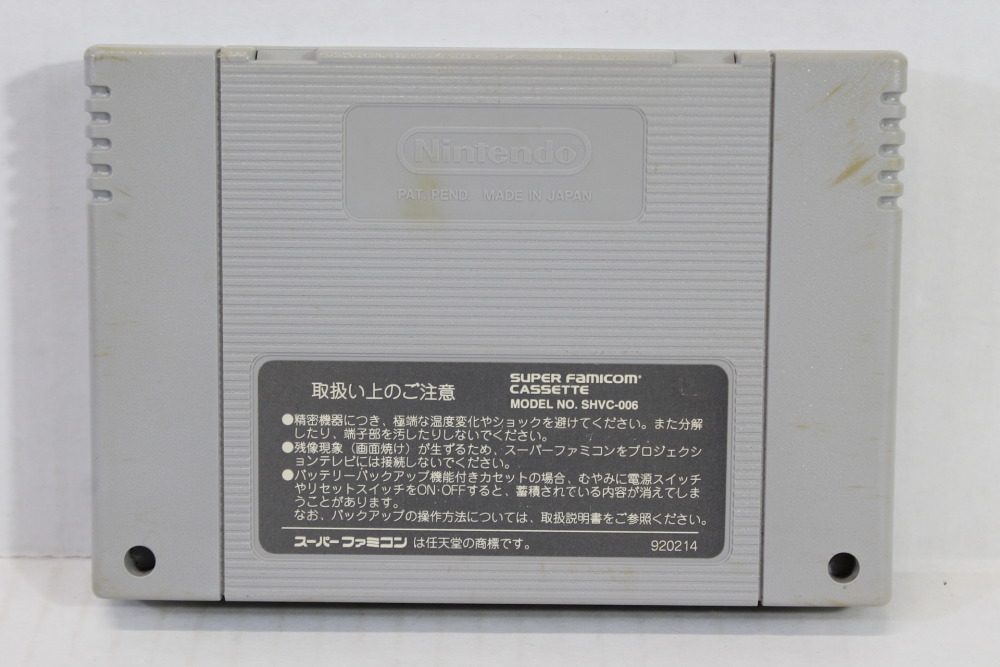 Nintendo
PAT. PEND. MADE IN JAPAN
取扱い上のご注意
SUPER FAMICOM
CASSETTE
MODEL NO. SHVC-006
●精密機器につき、極端な温度変化やショックを避けてください。また分解
したり、端子部を汚したりしないでください。
●残像現象（画面焼け）が生ずるため、スーパーファミコンをプロジェクシ
ョンテレビには接続しないでください。
●バッテリーバックアップ機能付きカセットの場合、むやみに電源スイッチ
やリセットスイッチをON・OFFすると、蓄積されている内容が消えてしま
うことがあります。
なお、バックアップの操作方法については、取扱説明書をご参照ください。
スーパーファミコン は任天堂の商標です。
920214